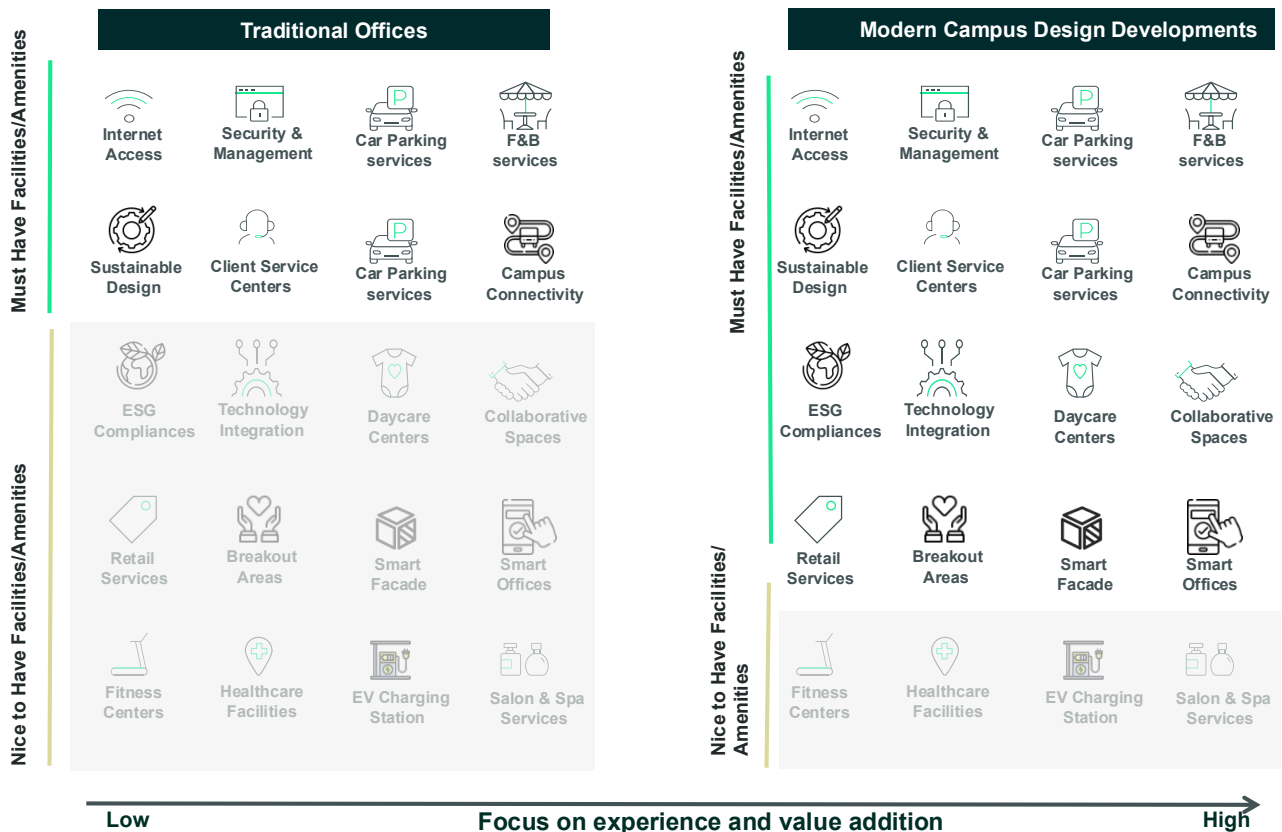 Traditional Offices
Must Have Facilities/Amenities
Internet
Access
Security &
Management
P
Car Parking
services
F&B
services
Sustainable
Design
Client Service
Centers
P
Car Parking
services
Campus
Connectivity
Nice to Have Facilities/Amenities
ESG
Compliances
Technology
Integration
Daycare
Centers
Collaborative
Spaces
Retail
Services
Breakout
Areas
Smart
Facade
Smart
Offices
Fitness
Centers
Healthcare
Facilities
EV Charging
Station
Salon & Spa
Services
Modern Campus Design Developments
Must Have Facilities/Amenities
Internet
Access
Security &
Management
P
Car Parking
services
F&B
services
Sustainable
Design
Client Service
Centers
P
Car Parking
services
Campus
Connectivity
ESG
Compliances
Technology
Integration
Daycare
Centers
Collaborative
Spaces
Retail
Services
Breakout
Areas
Smart
Facade
Smart
Offices
Nice to Have Facilities/
Amenities
Fitness
Centers
Healthcare
Facilities
EV Charging
Station
Salon & Spa
Services
Low
Focus on experience and value addition
High